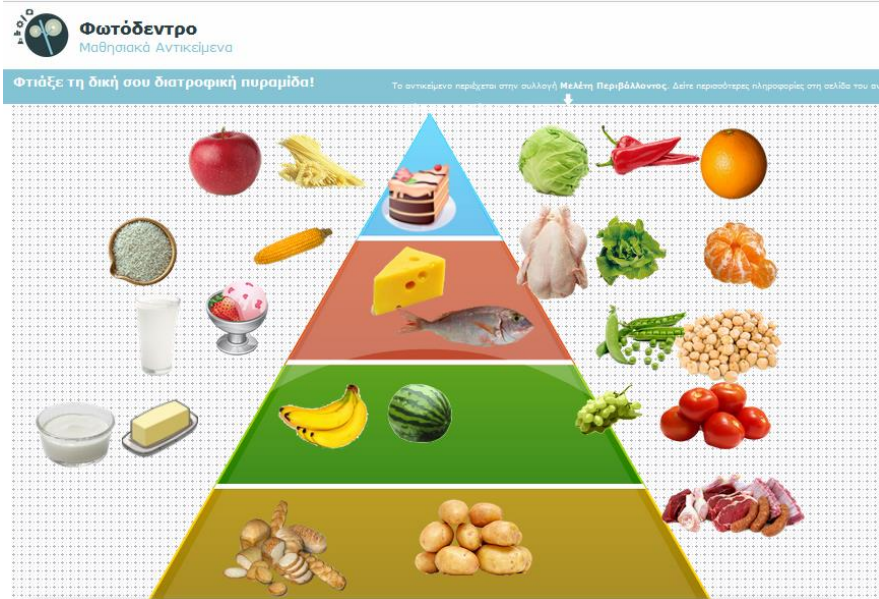 Φωτόδεντρο
Μαθησιακά Αντικείμενα
Φτιάξε τη δική σου διατροφική πυραμίδα!
Το αντικείμενο περιέχεται στην συλλογή Μελέτη Περιβάλλοντος. Δείτε περισσότερες πληροφορίες στη σελίδα του αν